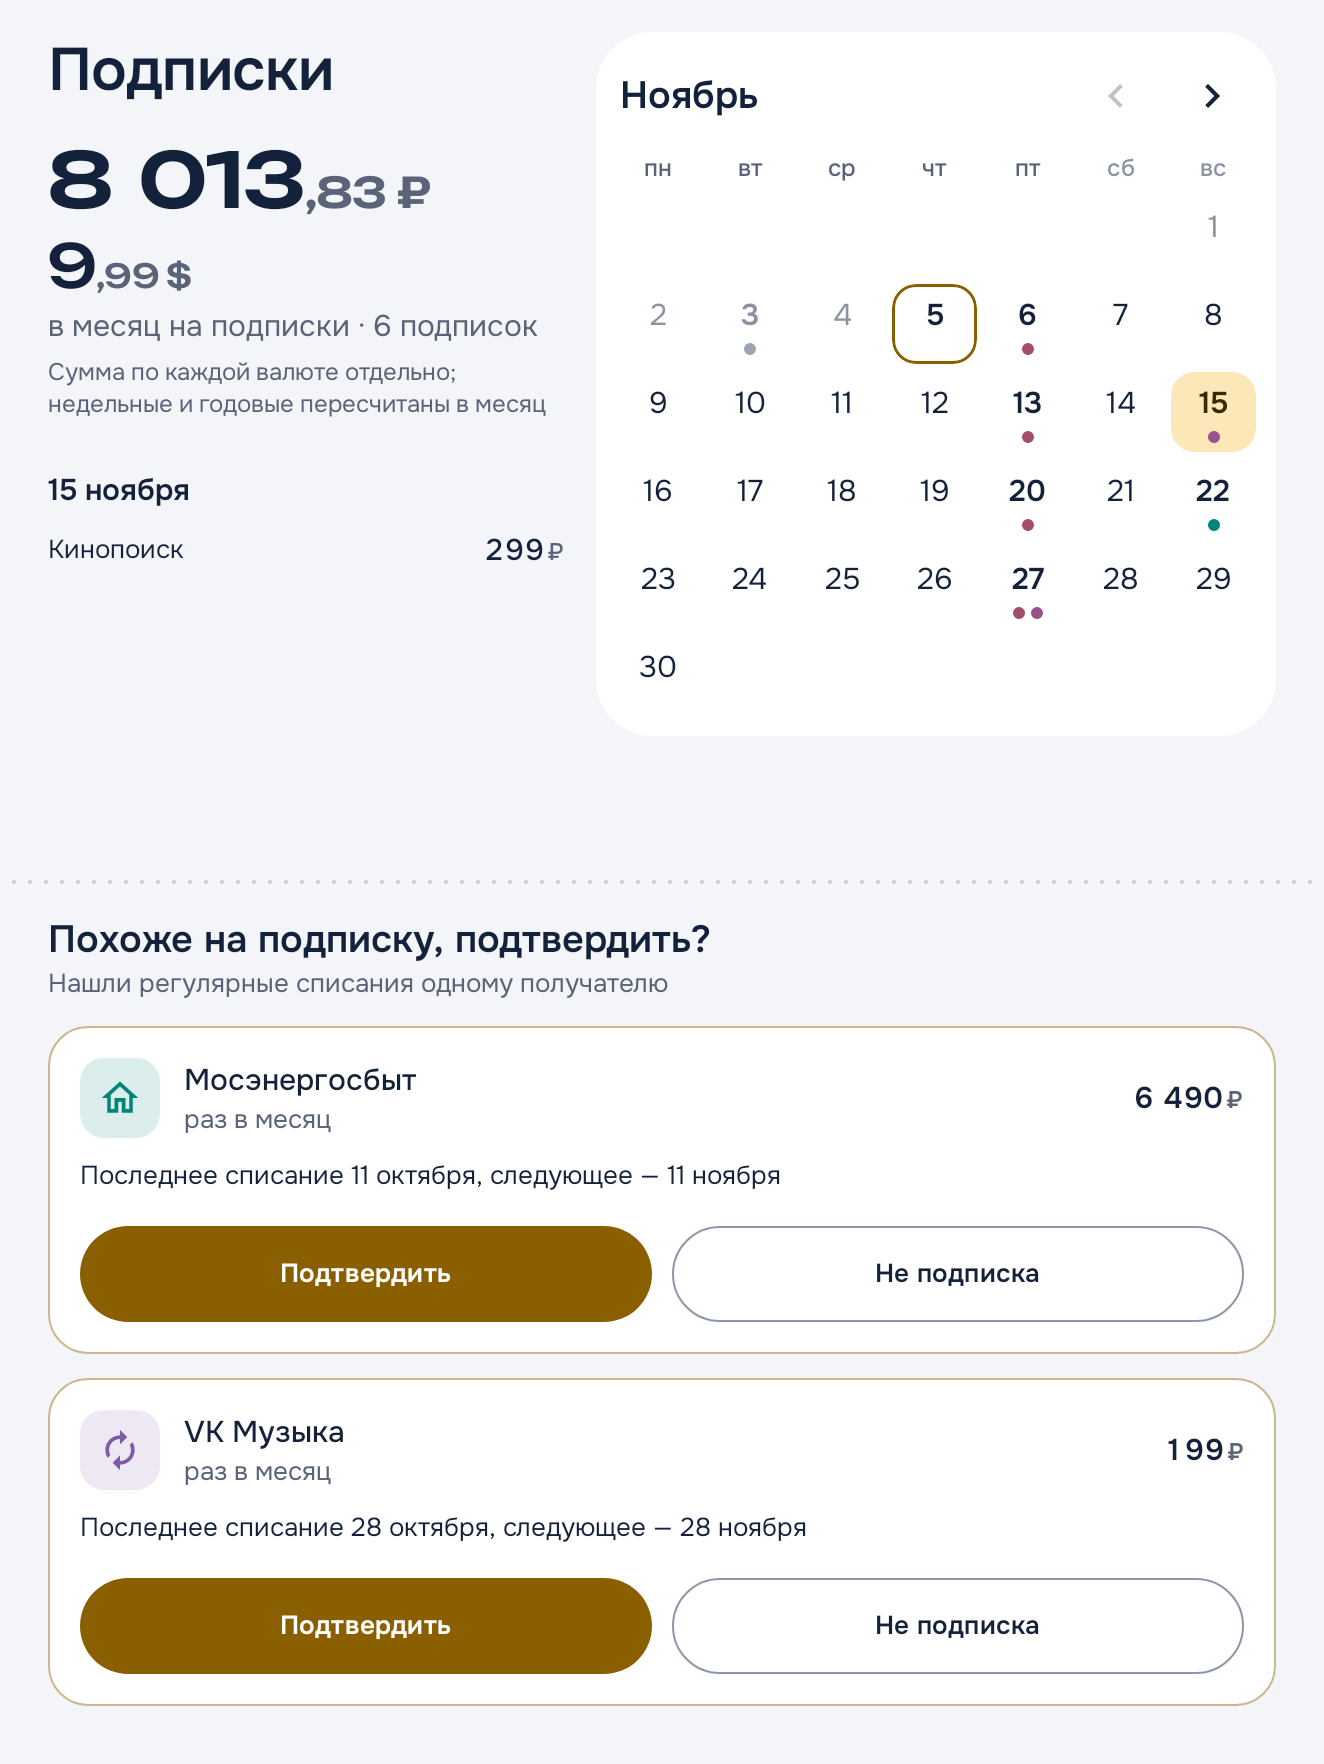 Подписки
8 013,83 ₽
9,99 $
в месяц на подписки · 6 подписок
Сумма по каждой валюте отдельно;
недельные и годовые пересчитаны в месяц
15 ноября
Кинопоиск 299 ₽
Ноябрь
пн вт ср чт пт сб вс
1
2 3 4 5 6 7 8
9 10 11 12 13 14 15
16 17 18 19 20 21 22
23 24 25 26 27 28 29
30
Похоже на подписку, подтвердить?
Нашли регулярные списания одному получателю
Мосэнергосбыт
раз в месяц
6 490 ₽
Последнее списание 11 октября, следующее — 11 ноября
Подтвердить Не подписка
VK Музыка
раз в месяц
199 ₽
Последнее списание 28 октября, следующее — 28 ноября
Подтвердить Не подписка